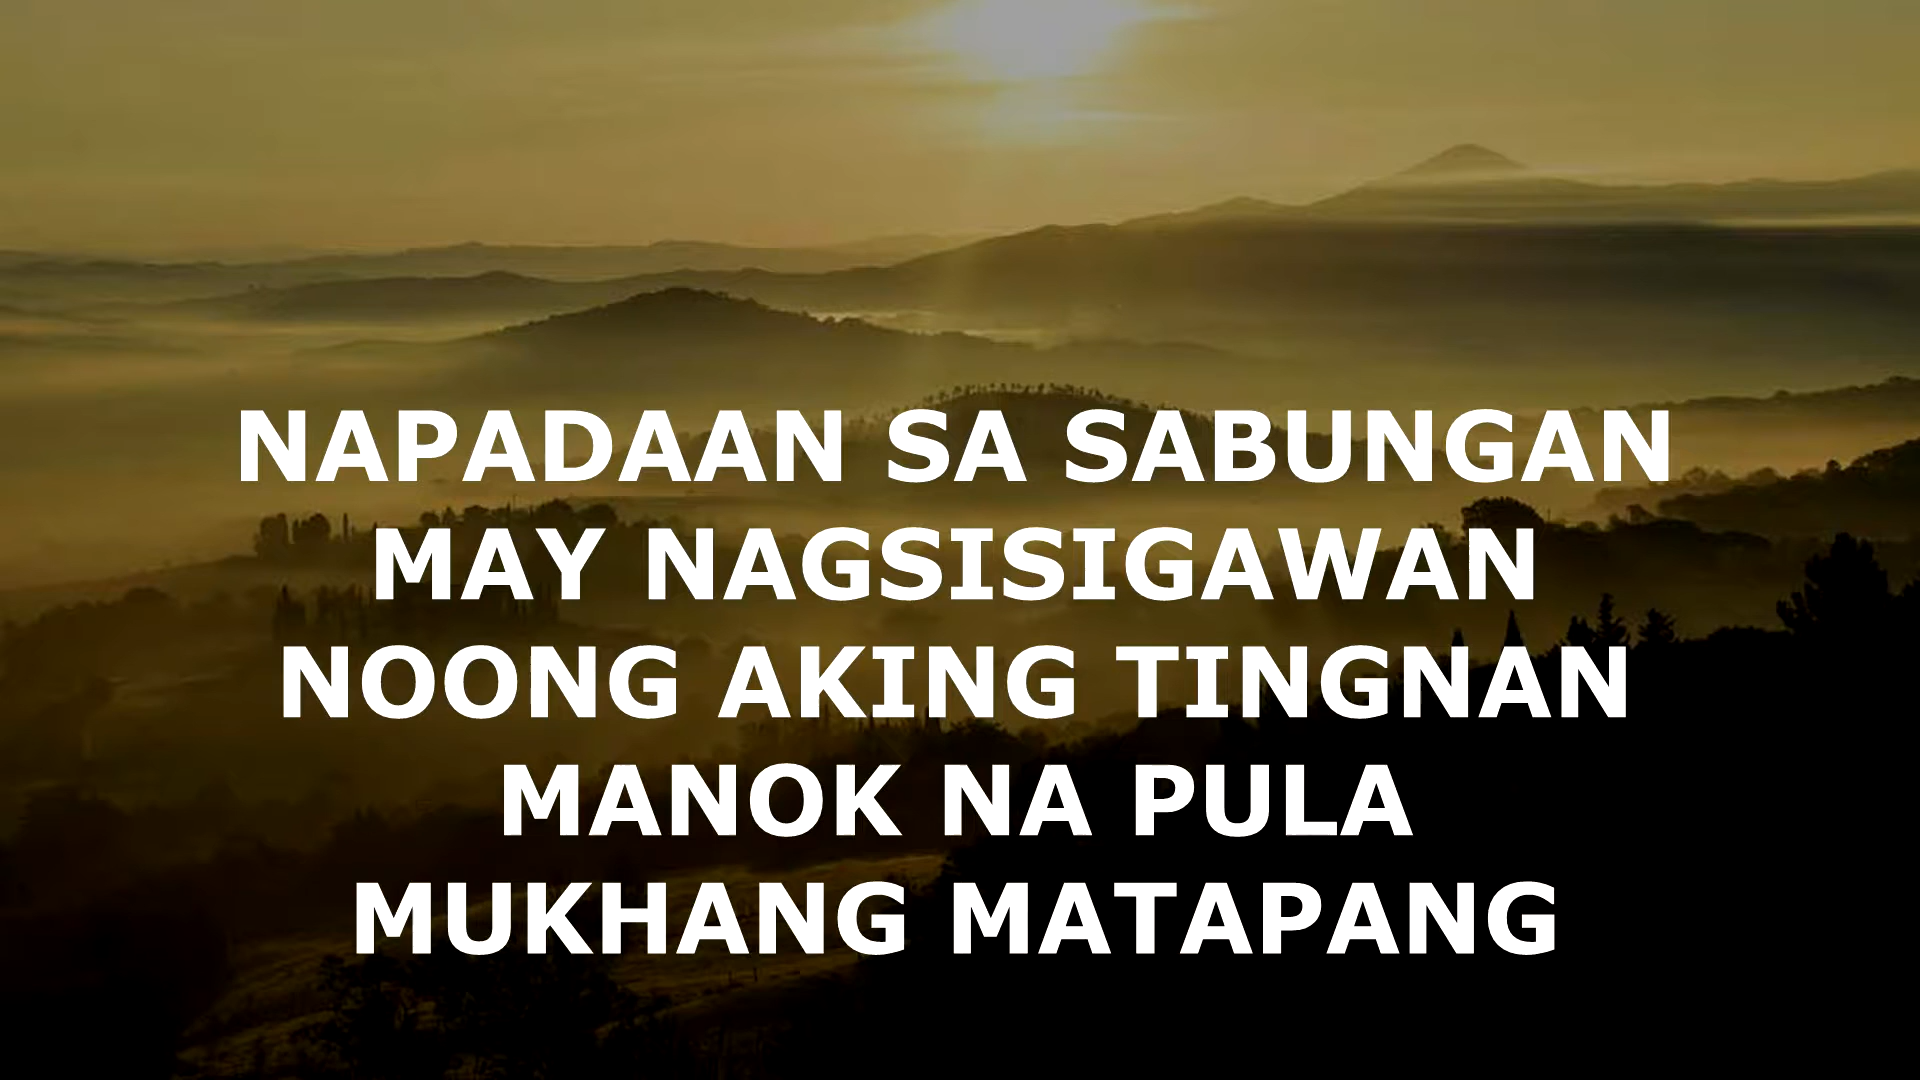 NAPADAAN SA SABUNGAN
MAY NAGSISIGAWAN
NOONG AKING TINGNAN
MANOK NA PULA
MUKHANG MATAPANG